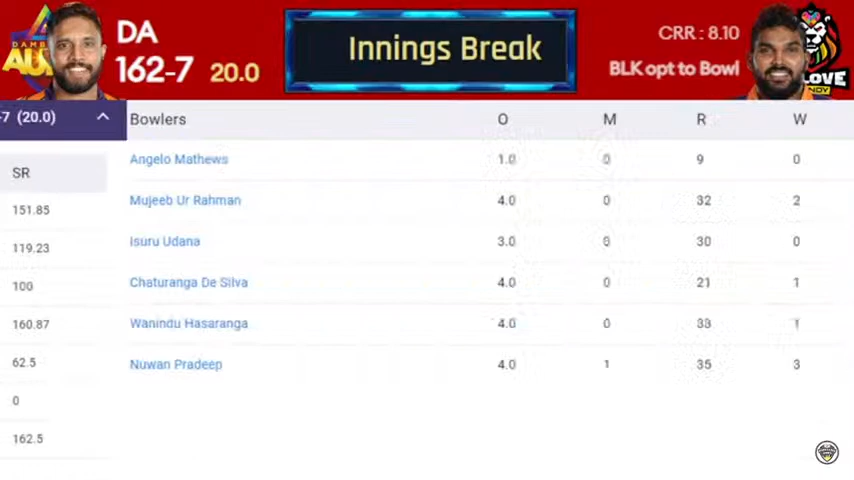 DA
162-7 20.0
Innings Break
CRR : 8.10
BLK opt to Bowl
DAMB
AU
LOVE
NDY
-7 (20.0)
Bowlers O M R W
SR
Angelo Mathews 1.0 0 9 0
151.85
Mujeeb Ur Rahman 4.0 0 32 2
119.23
Isuru Udana 3.0 0 30 0
100
Chaturanga De Silva 4.0 0 21 1
160.87
Wanindu Hasaranga 4.0 0 33 1
62.5
Nuwan Pradeep 4.0 1 35 3
0
162.5